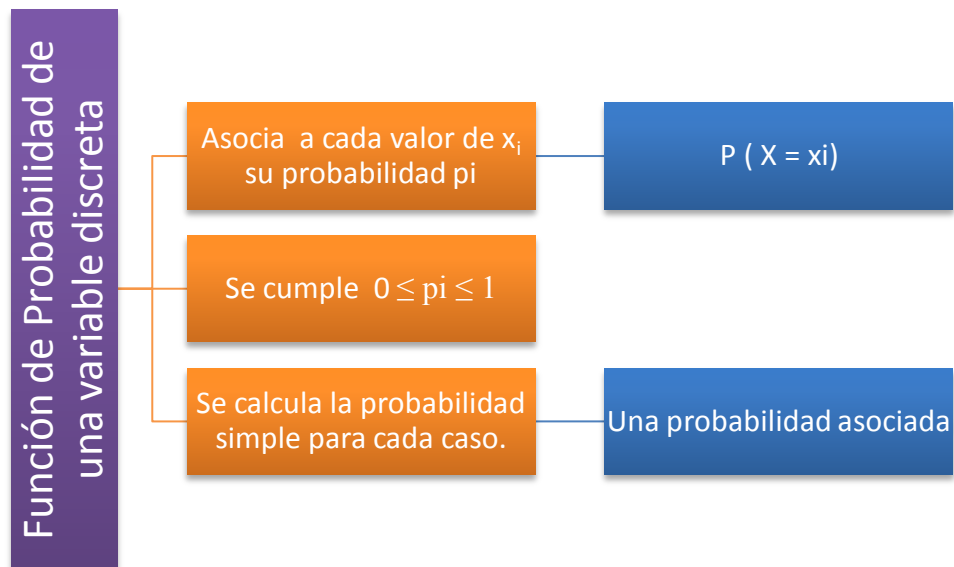 Función de Probabilidad de
una variable discreta
Asocia a cada valor de xᵢ
su probabilidad pi
P ( X = xi)
Se cumple 0 ≤ pi ≤ 1
Se calcula la probabilidad
simple para cada caso.
Una probabilidad asociada